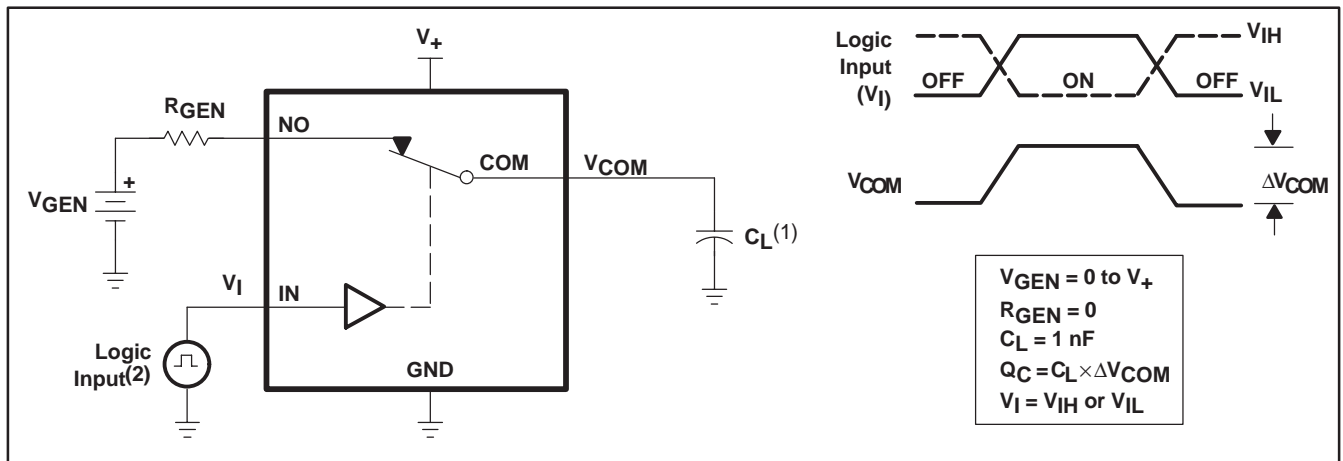 V+
RGEN
NO
COM
VCOM
+
VGEN
CL(1)
VI
IN
Logic
Input(2)
GND
Logic
Input
(VI)
OFF
ON
OFF
VIH
VIL
VCOM
ΔVCOM
VGEN = 0 to V+
RGEN = 0
CL = 1 nF
QC = CL × ΔVCOM
VI = VIH or VIL